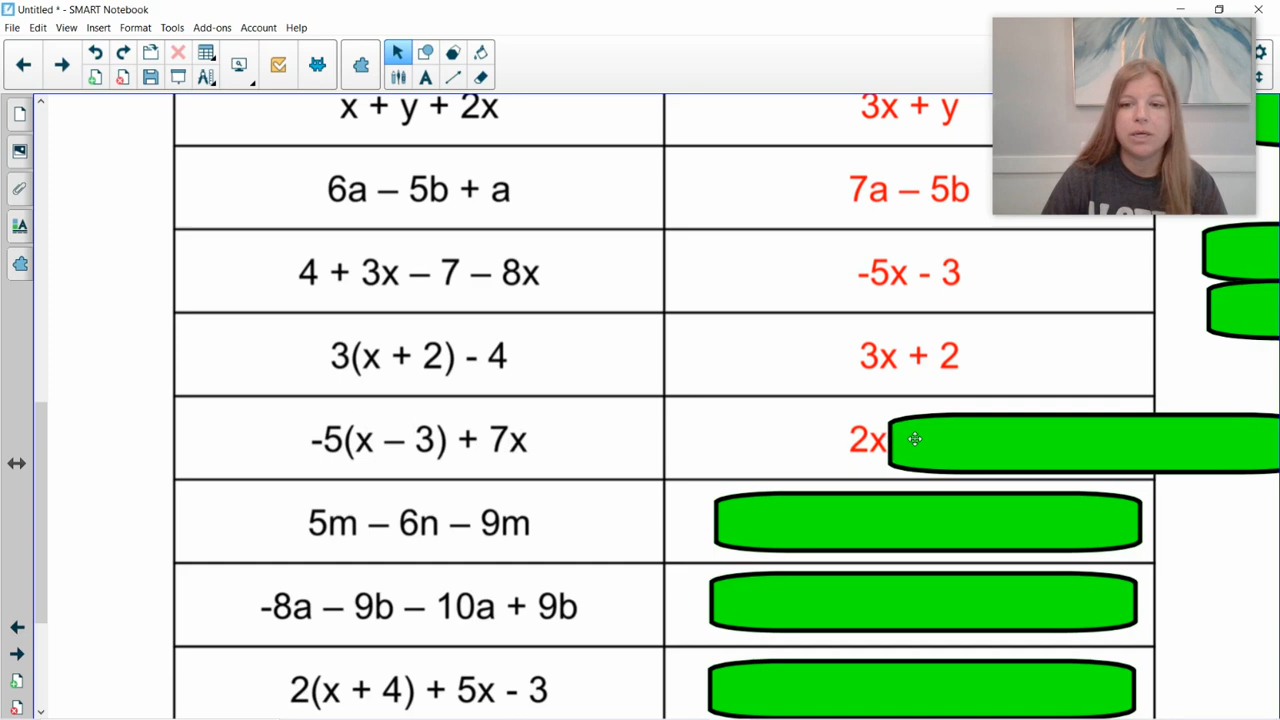 Untitled * - SMART Notebook
File Edit View Insert Format Tools Add-ons Account Help
x + y + 2x 3x + y
6a – 5b + a 7a – 5b
4 + 3x – 7 – 8x -5x - 3
3(x + 2) - 4 3x + 2
-5(x – 3) + 7x 2x
5m – 6n – 9m
-8a – 9b – 10a + 9b
2(x + 4) + 5x - 3